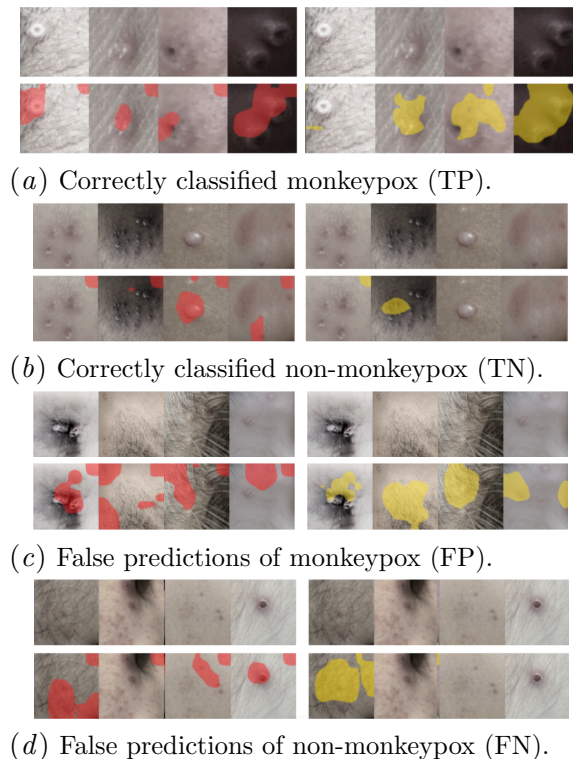 (a) Correctly classified monkeypox (TP).
(b) Correctly classified non-monkeypox (TN).
(c) False predictions of monkeypox (FP).
(d) False predictions of non-monkeypox (FN).